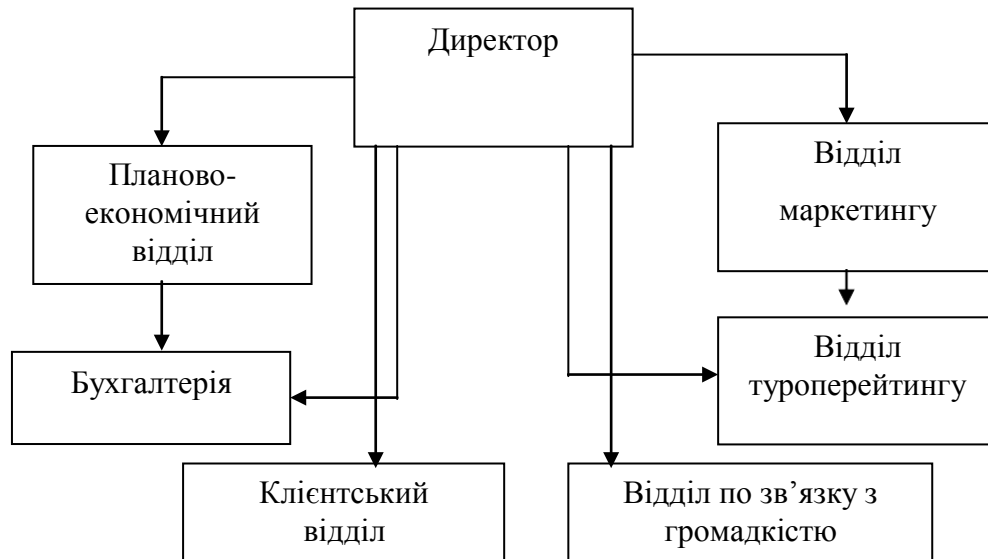 Директор
Планово-
економічний
відділ
Відділ
маркетингу
Бухгалтерія
Відділ
туроперейтингу
Клієнтський
відділ
Відділ по зв’язку з
громадкістю